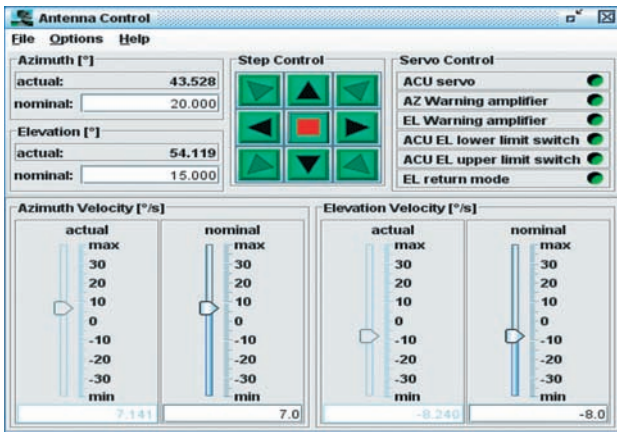 Antenna Control
File Options Help
Azimuth [°]
actual: 43.528
nominal: 20.000
Elevation [°]
actual: 54.119
nominal: 15.000
Step Control
Servo Control
ACU servo
AZ Warning amplifier
EL Warning amplifier
ACU EL lower limit switch
ACU EL upper limit switch
EL return mode
Azimuth Velocity [°/s]
actual
max
30
20
10
0
-10
-20
-30
min
7.141
nominal
max
30
20
10
0
-10
-20
-30
min
7.0
Elevation Velocity [°/s]
actual
max
30
20
10
0
-10
-20
-30
min
-8.240
nominal
max
30
20
10
0
-10
-20
-30
min
-8.0